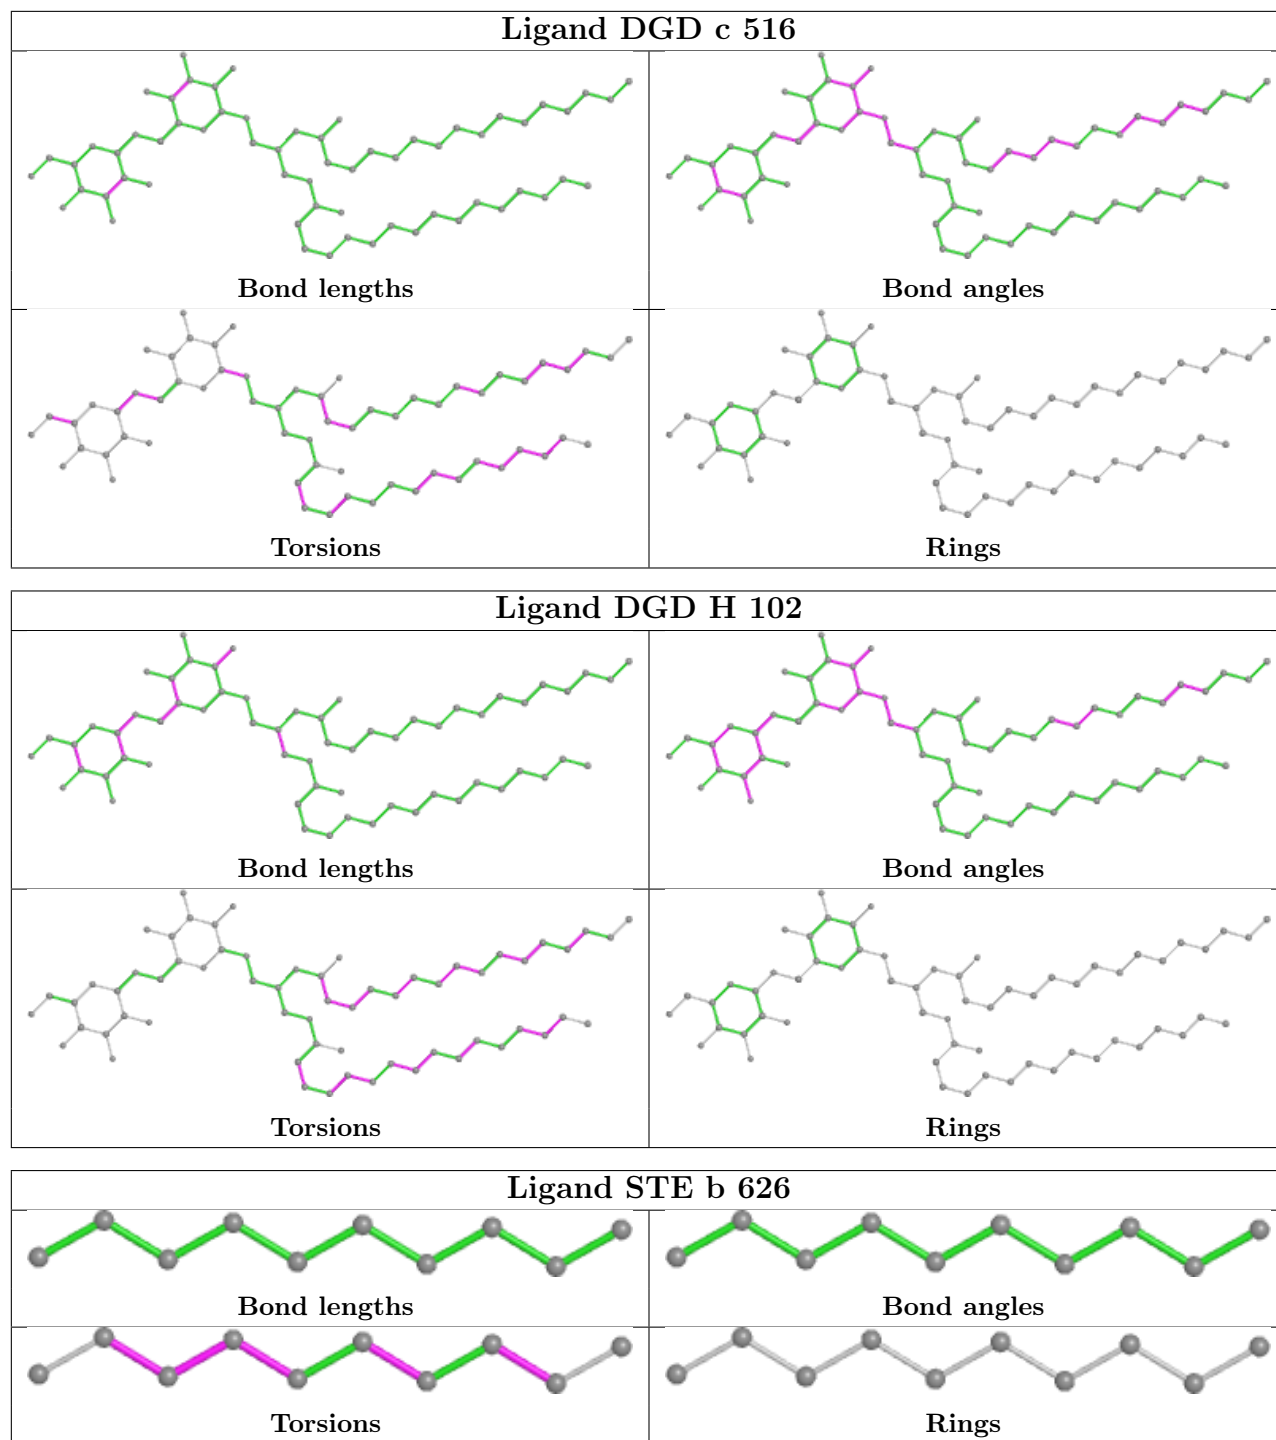 Ligand DGD c 516
Bond lengths
Bond angles
Torsions
Rings
Ligand DGD H 102
Bond lengths
Bond angles
Torsions
Rings
Ligand STE b 626
Bond lengths
Bond angles
Torsions
Rings